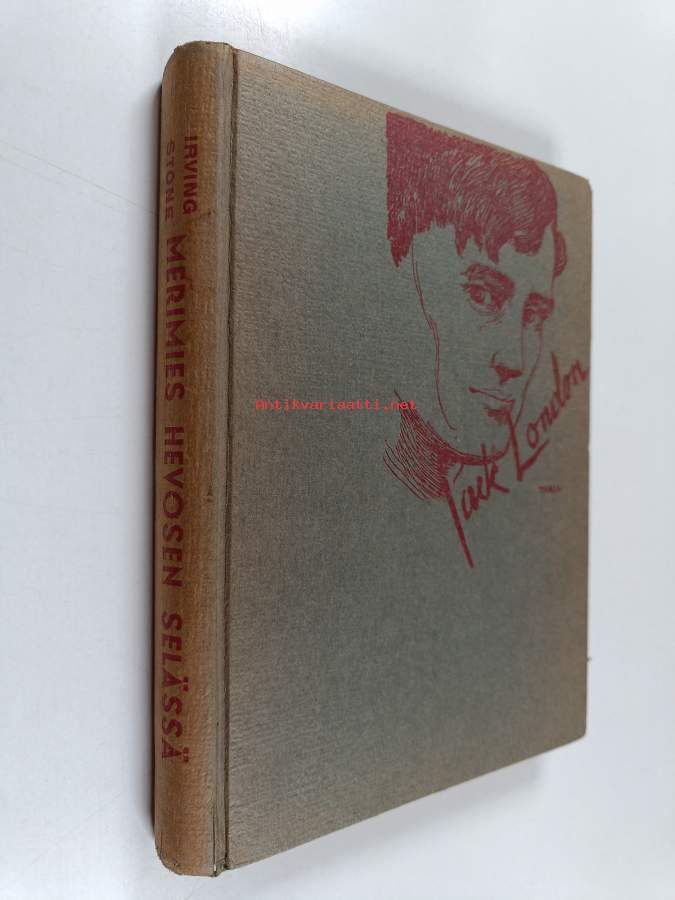 IRVING
STONE
MERIMIES HEVOSEN SELÄSSÄ
Jack London
Antikvariaatti.net